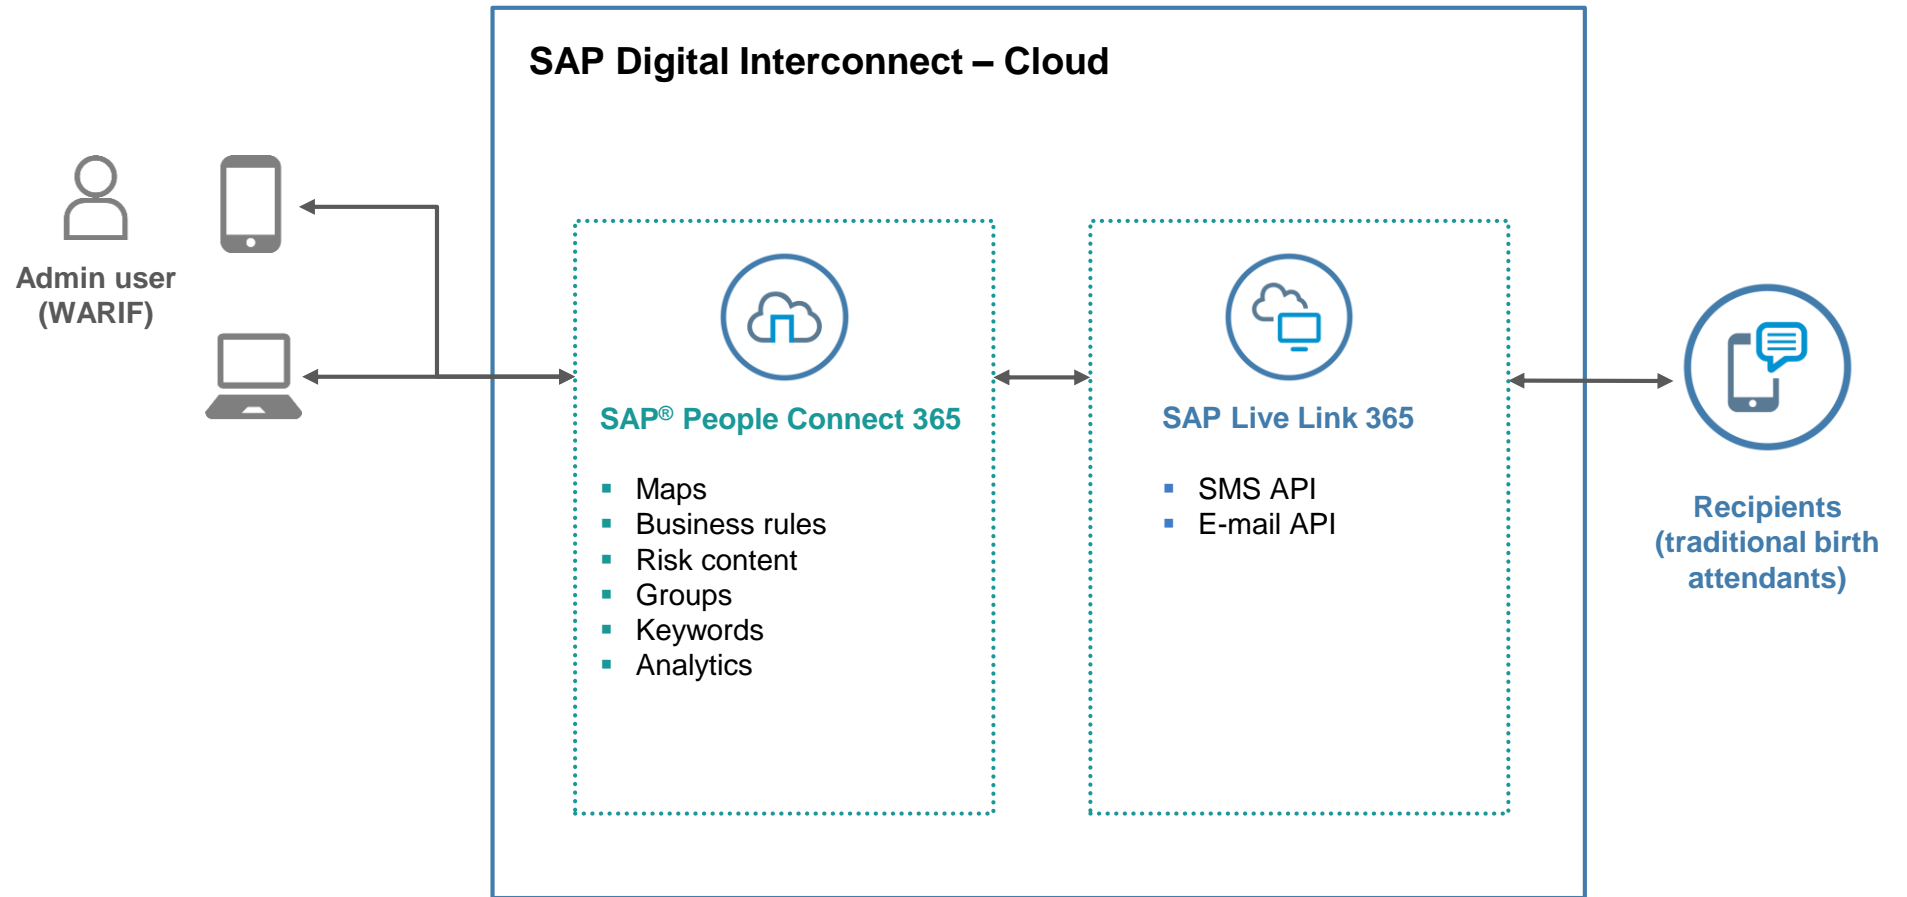 SAP Digital Interconnect – Cloud
Admin user
(WARIF)
SAP® People Connect 365
▪ Maps
▪ Business rules
▪ Risk content
▪ Groups
▪ Keywords
▪ Analytics
SAP Live Link 365
▪ SMS API
▪ E-mail API
Recipients
(traditional birth
attendants)